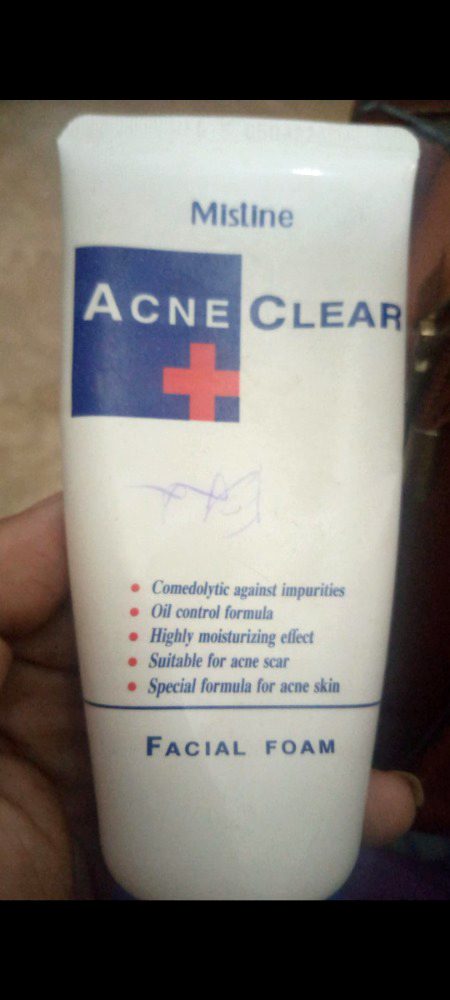 Mistine
ACNE CLEAR
Comedolytic against impurities
Oil control formula
Highly moisturizing effect
Suitable for acne scar
Special formula for acne skin
FACIAL FOAM